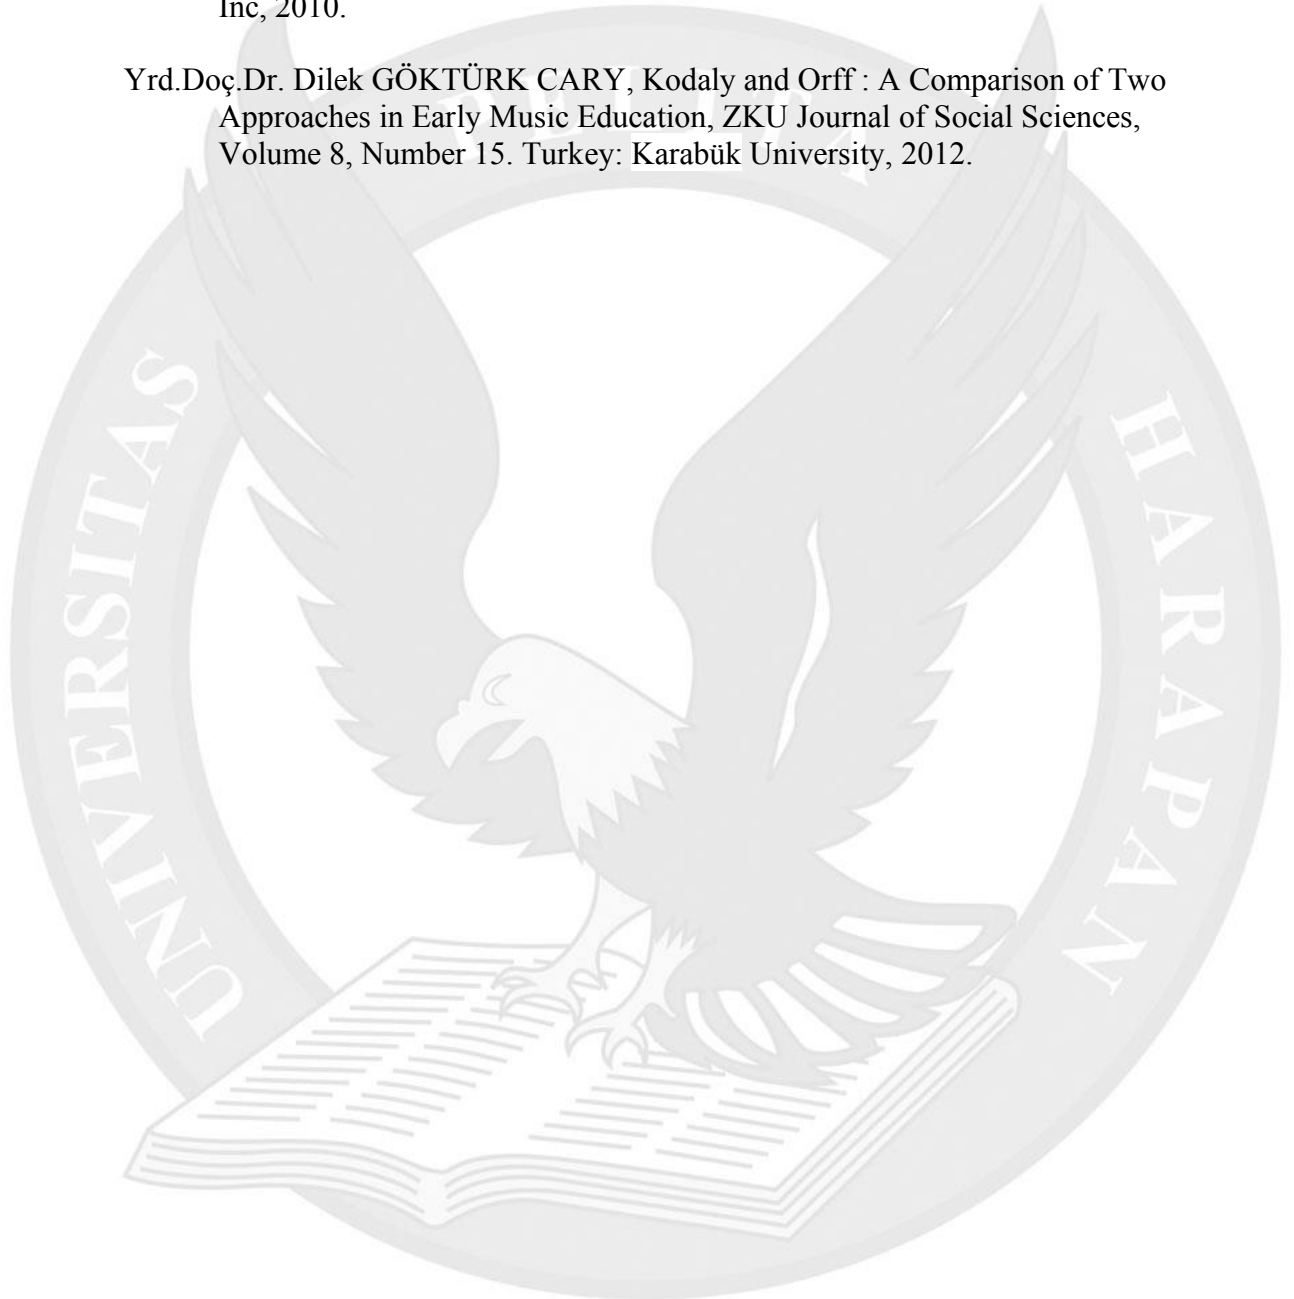 Inc, 2010.
Yrd.Doç.Dr. Dilek GÖKTÜRK CARY, Kodaly and Orff : A Comparison of Two
Approaches in Early Music Education, ZKU Journal of Social Sciences,
Volume 8, Number 15. Turkey: Karabük University, 2012.
UNIVERSITAS
PELITA
HARAPAN